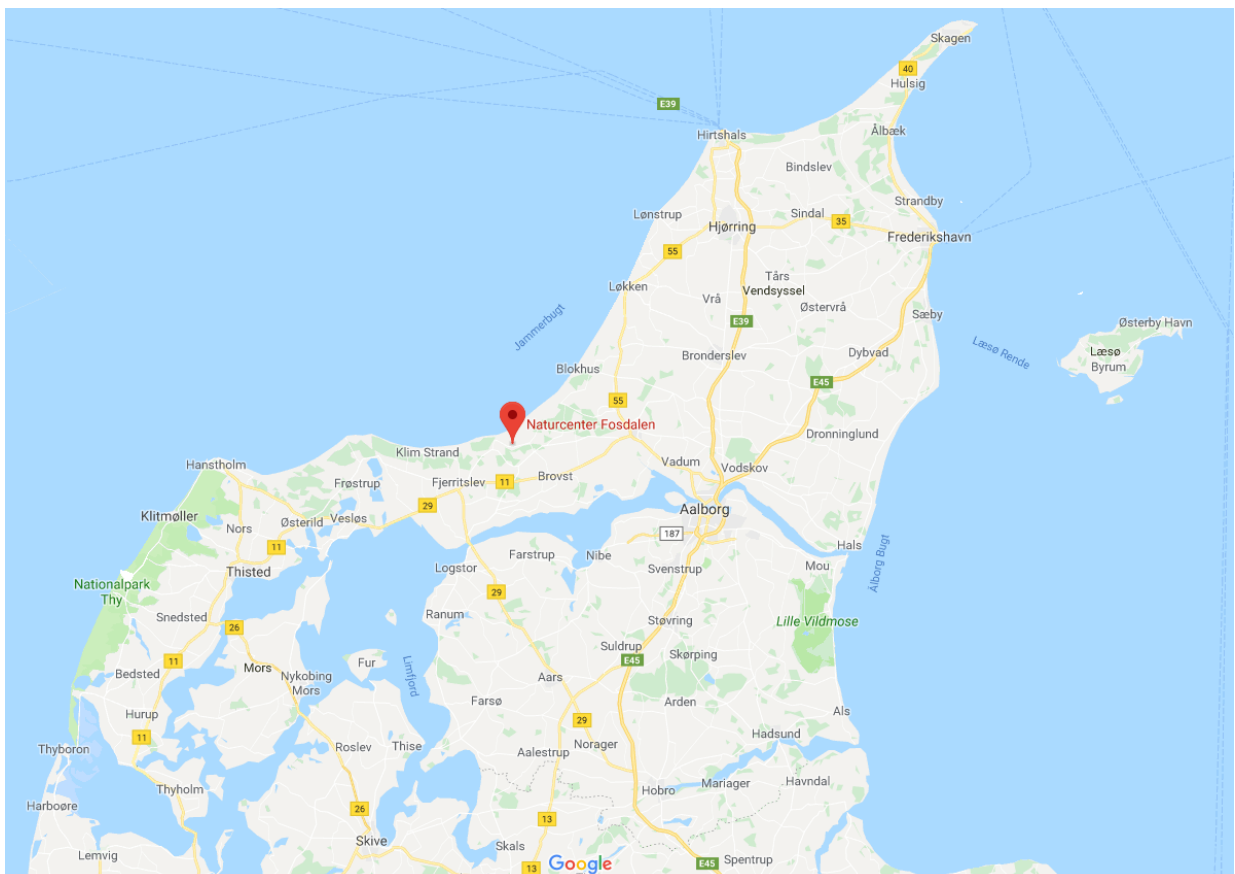 Skagen
40
Hulsig
E39
Hirtshals
Ålbæk
Bindslev
Strandby
Lønstrup
Sindal
Hjørring
35
Frederikshavn
55
Tårs
Løkken
Vrå
Vendsyssel
Østervrå
Sæby
Jammerbugt
E39
Østerby Havn
Læsø Rende
Læsø
Byrum
Bronderslev
Dybvad
Blokhus
E45
55
Naturcenter Fosdalen
Dronninglund
Klim Strand
Hanstholm
Vadum
Vodskov
Frøstrup
Fjerritslev
11
Brovst
29
Aalborg
Klitmøller
Vesløs
Nors
Østerild
187
11
Hals
Farstrup
Nibe
Ålborg Bugt
Thisted
Logstor
Svenstrup
Mou
Nationalpark
Thy
29
Snedsted
Ranum
Støvring
Lille Vildmose
26
Suldrup
Skørping
11
E45
Fur
Mors
Limfjord
Bedsted
Nykobing
Mors
Aars
Farsø
Arden
Hurup
Als
29
11
Hadsund
Thyboron
Roslev
Thise
Aalestrup
Norager
Havndal
Mariager
Thyholm
Hobro
Harboøre
26
13
Skive
Skals
Lemvig
Google
13
E45
Spentrup